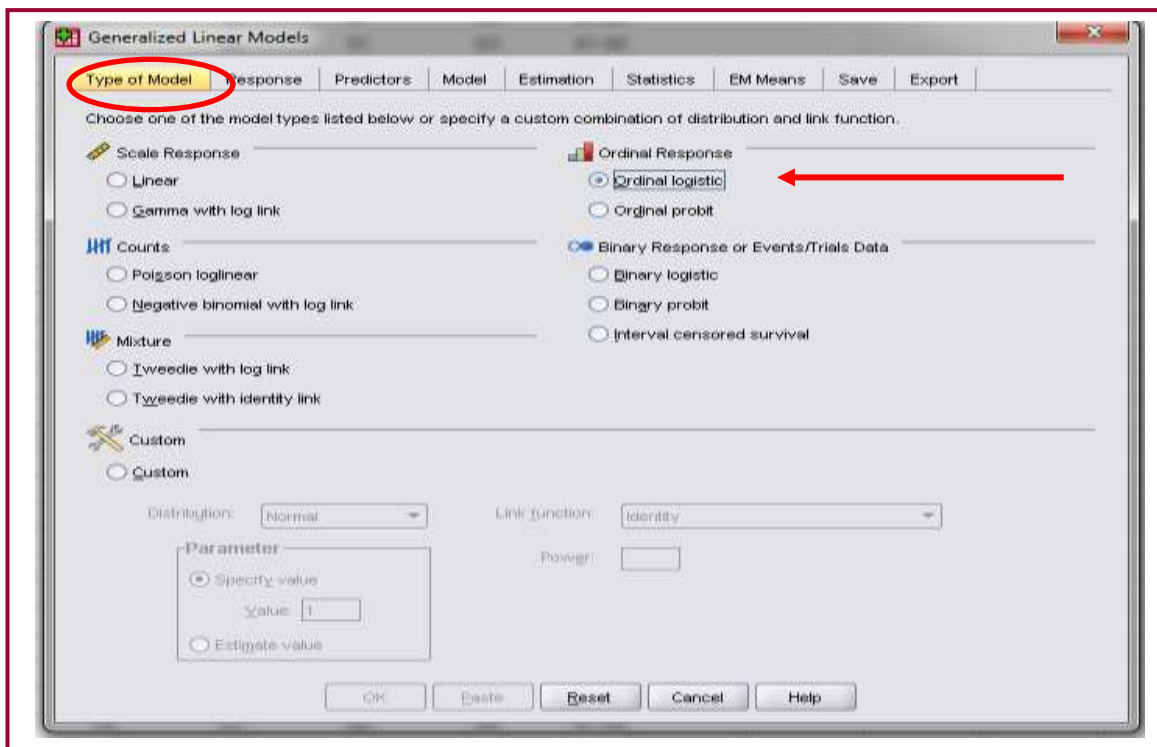 Generalized Linear Models
Type of Model Response Predictors Model Estimation Statistics EM Means Save Export
Choose one of the model types listed below or specify a custom combination of distribution and link function.
Scale Response
Linear
Gamma with log link
Ordinal Response
Ordinal logistic
Ordinal probit
Counts
Poisson loglinear
Negative binomial with log link
Binary Response or Events/Trials Data
Binary logistic
Binary probit
Interval censored survival
Mixture
Tweedie with log link
Tweedie with identity link
Custom
Custom
Distribution: Normal Link function: Identity
Parameter
Power:
Specify value
Value: 1
Estimate value
OK Paste Reset Cancel Help